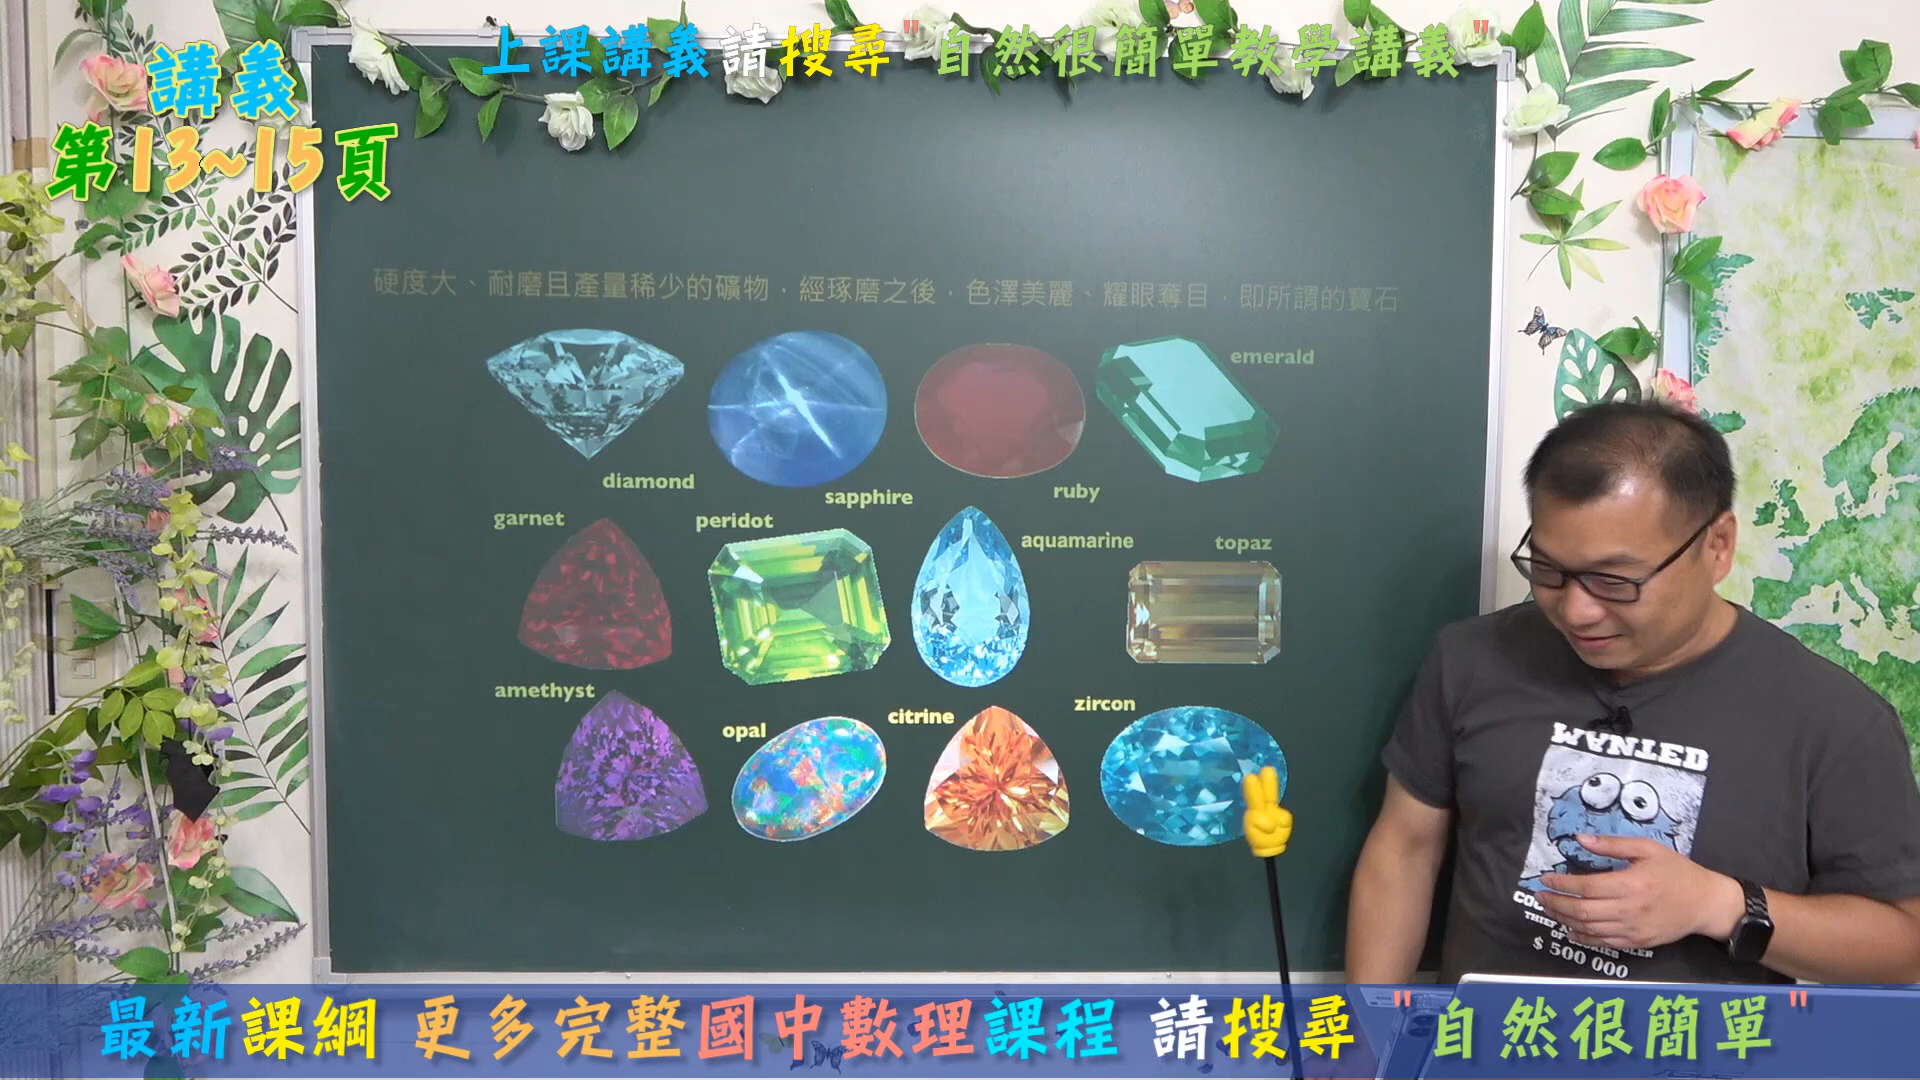 上課講義請搜尋"自然很簡單教學講義"
講義
第13~15頁
硬度大、耐磨且產量稀少的礦物，經琢磨之後，色澤美麗、耀眼奪目，即所謂的寶石
emerald
diamond
sapphire
ruby
garnet
peridot
aquamarine
topaz
amethyst
opal
citrine
zircon
WANTED
$ 500 000
最新課綱 更多完整國中數理課程 請搜尋 "自然很簡單"